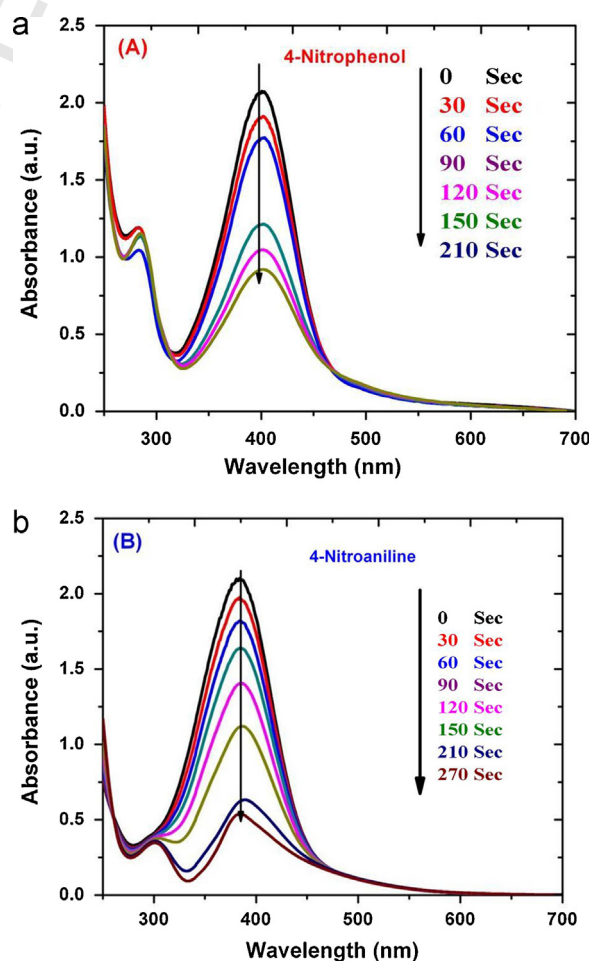 a
(A)
4-Nitrophenol
0 Sec
30 Sec
60 Sec
90 Sec
120 Sec
150 Sec
210 Sec
2.5
2.0
1.5
1.0
0.5
0.0
Absorbance (a.u.)
300 400 500 600 700
Wavelength (nm)
b
(B)
4-Nitroaniline
0 Sec
30 Sec
60 Sec
90 Sec
120 Sec
150 Sec
210 Sec
270 Sec
2.5
2.0
1.5
1.0
0.5
0.0
Absorbance (a.u.)
300 400 500 600 700
Wavelength (nm)